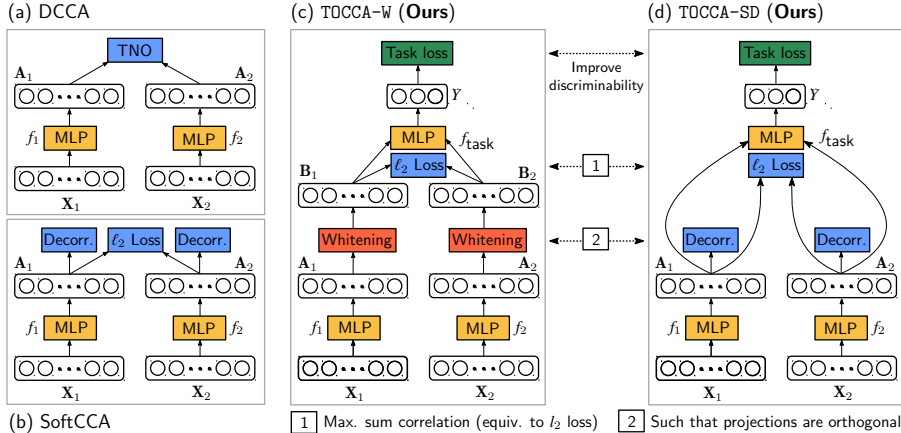 (a) DCCA
TNO
A₁ A₂
f₁ MLP MLP f₂
X₁ X₂
Decorr. ℓ₂ Loss Decorr.
A₁ A₂
f₁ MLP MLP f₂
X₁ X₂
(b) SoftCCA
(c) TOCCA-W (Ours)
Task loss
Y
MLP
f_task
ℓ₂ Loss
B₁ B₂
Whitening Whitening
A₁ A₂
f₁ MLP MLP f₂
X₁ X₂
Improve
discriminability
1
2
(d) TOCCA-SD (Ours)
Task loss
Y
MLP
f_task
ℓ₂ Loss
Decorr. Decorr.
A₁ A₂
f₁ MLP MLP f₂
X₁ X₂
1 Max. sum correlation (equiv. to l₂ loss)
2 Such that projections are orthogonal